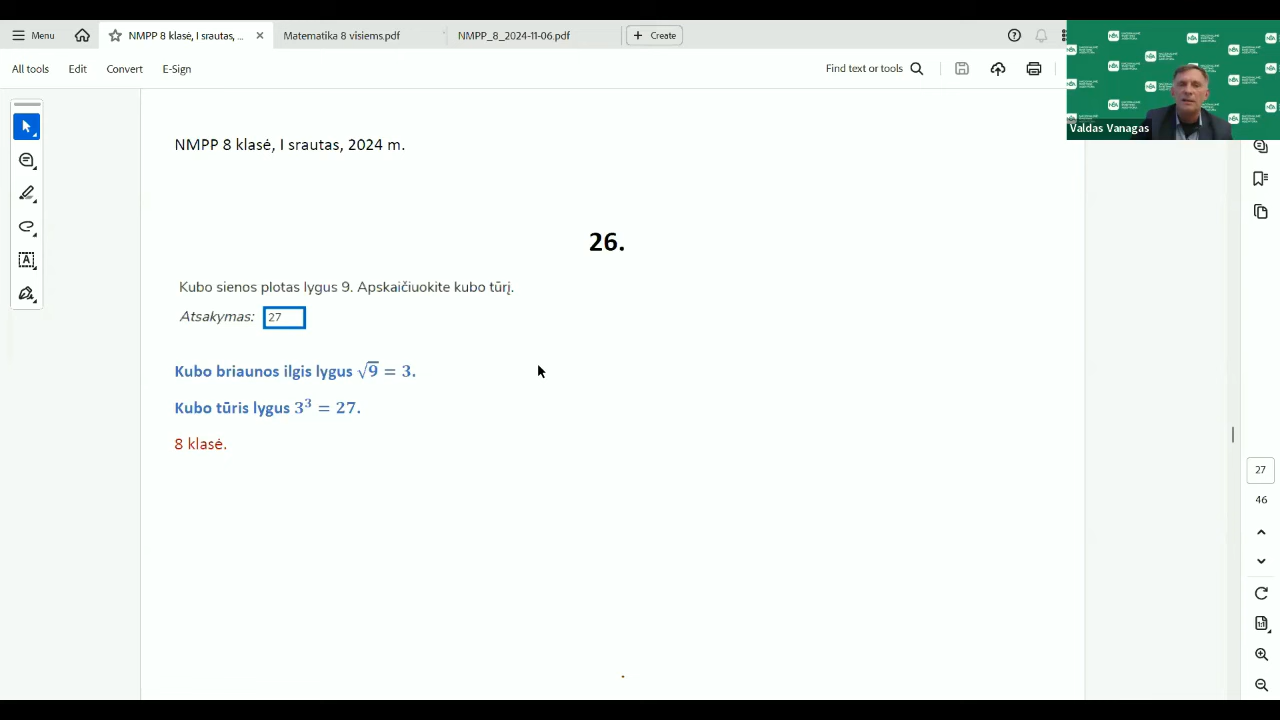 Menu
NMPP 8 klasė, I srautas, ...
Matematika 8 visiems.pdf
NMPP_8_2024-11-06.pdf
Create
All tools
Edit
Convert
E-Sign
Find text or tools
Valdas Vanagas
NMPP 8 klasė, I srautas, 2024 m.
26.
Kubo sienos plotas lygus 9. Apskaičiuokite kubo tūrį.
Atsakymas: 27
Kubo briaunos ilgis lygus √9 = 3.
Kubo tūris lygus 3³ = 27.
8 klasė.
27
46